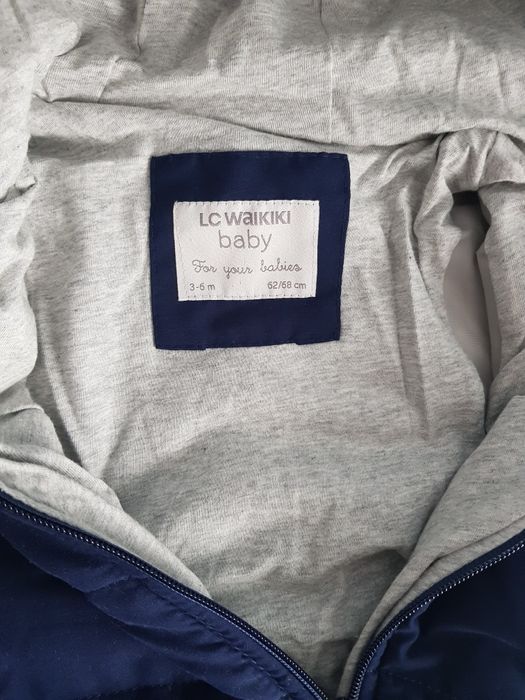 LC WAIKIKI
baby
For your babies
3-6 m 62/68 cm